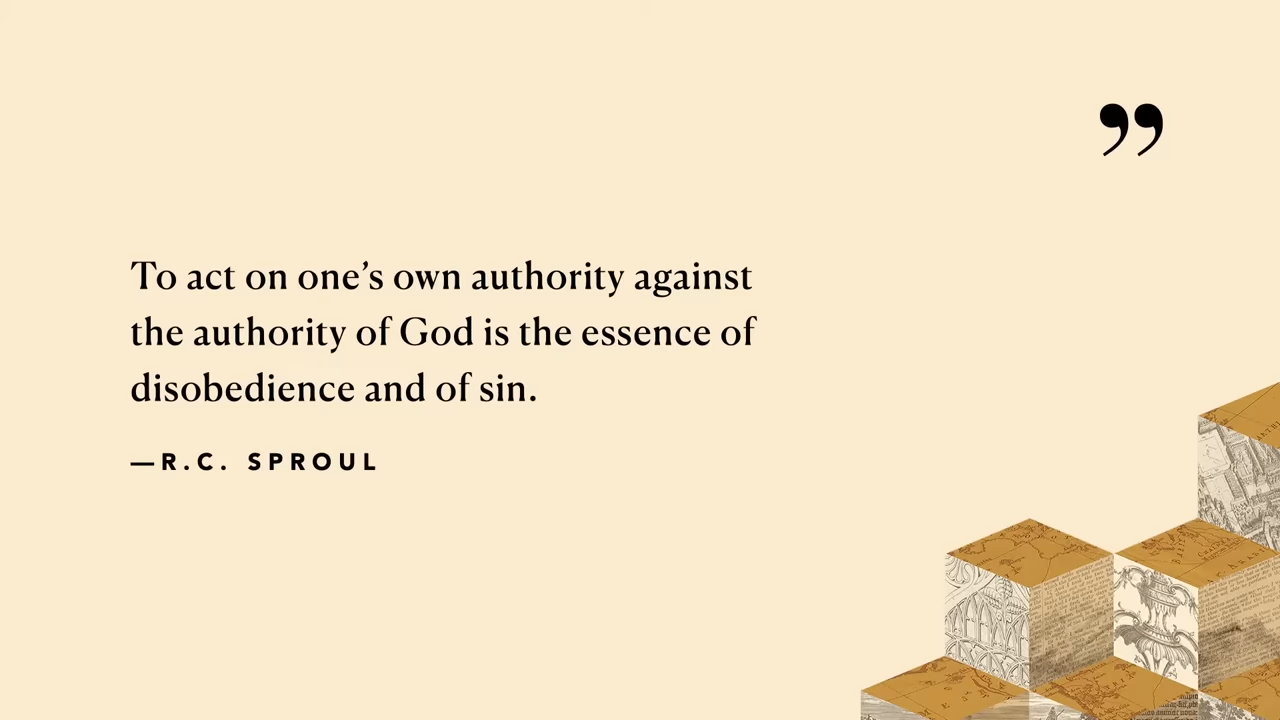 ”
To act on one’s own authority against
the authority of God is the essence of
disobedience and of sin.
—R.C. SPROUL